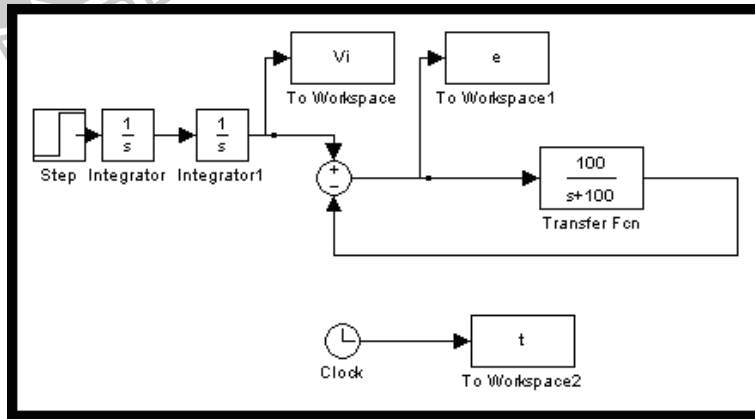 Vi
e
To Workspace
To Workspace1
1
s
1
s
Step
Integrator
Integrator1
+
−
100
s+100
Transfer Fcn
t
Clock
To Workspace2